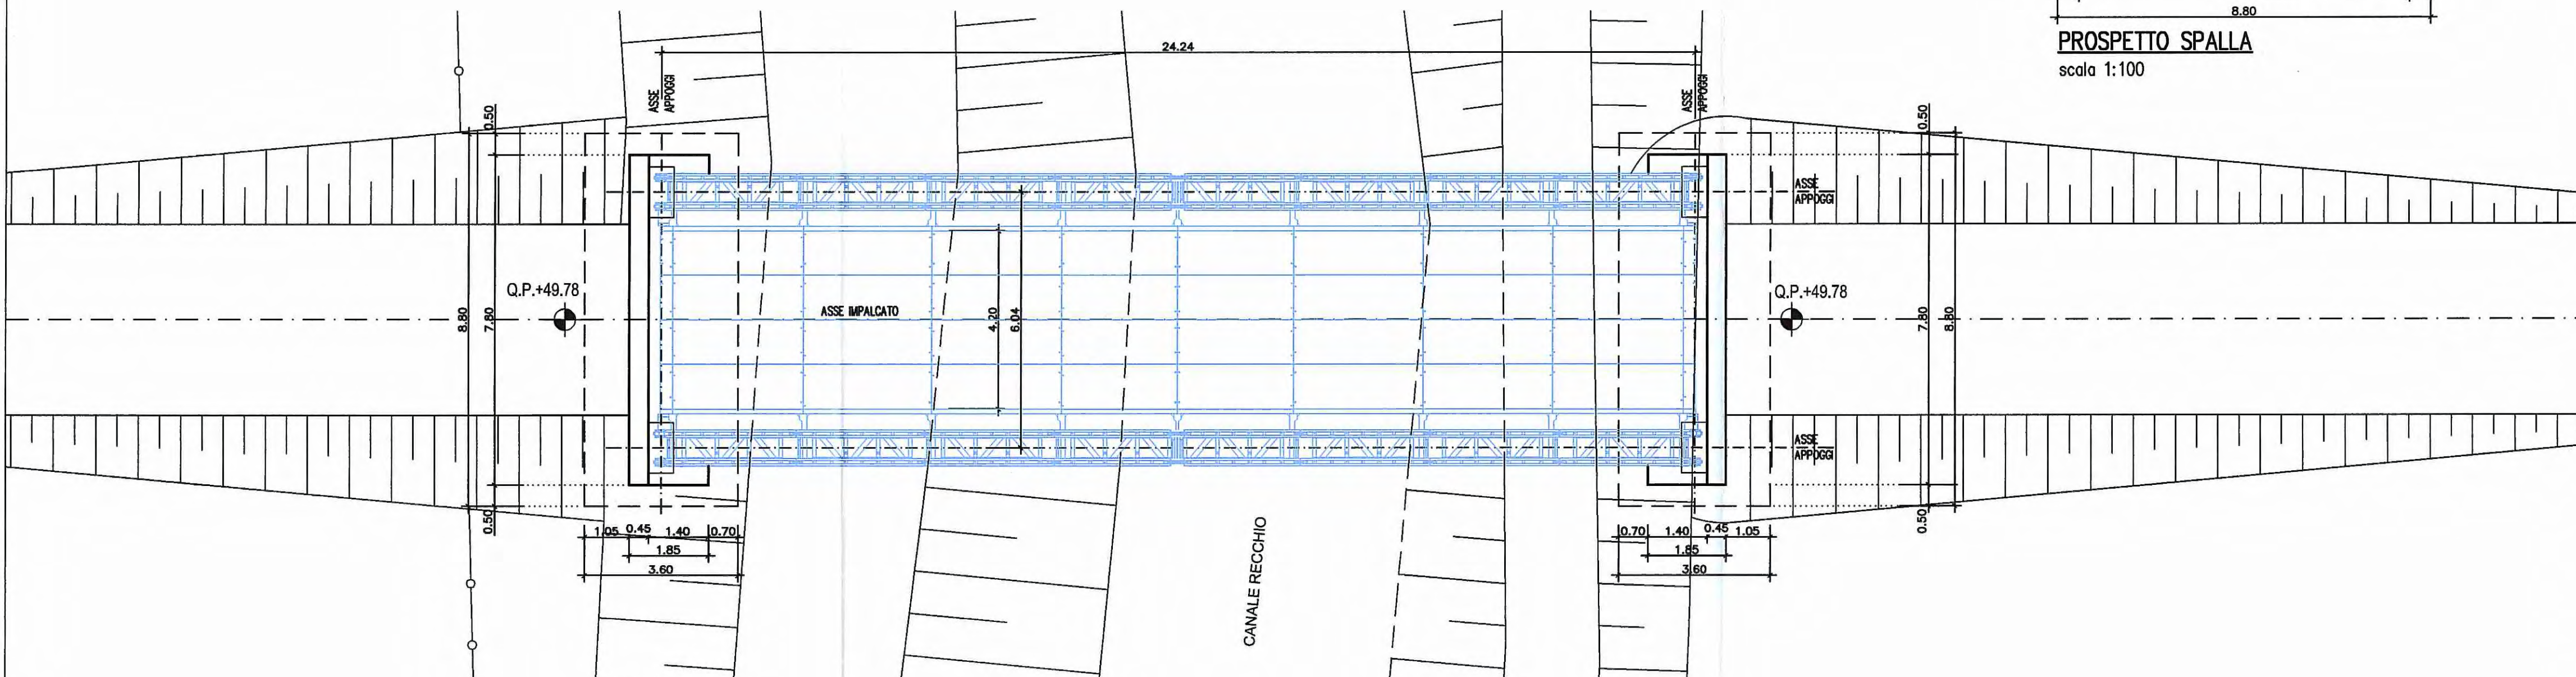 8.80
PROSPETTO SPALLA
scala 1:100
24.24
ASSE
APPOGGI
ASSE
APPOGGI
0.50
0.50
ASSE
APPOGGI
Q.P.+49.78
Q.P.+49.78
8.80
7.80
ASSE IMPALCATO
4.20
6.04
7.80
8.80
ASSE
APPOGGI
0.50
0.50
1.05
0.45
1.40
0.70
1.85
3.60
CANALE RECCHIO
0.70
1.40
0.45
1.05
1.85
3.60